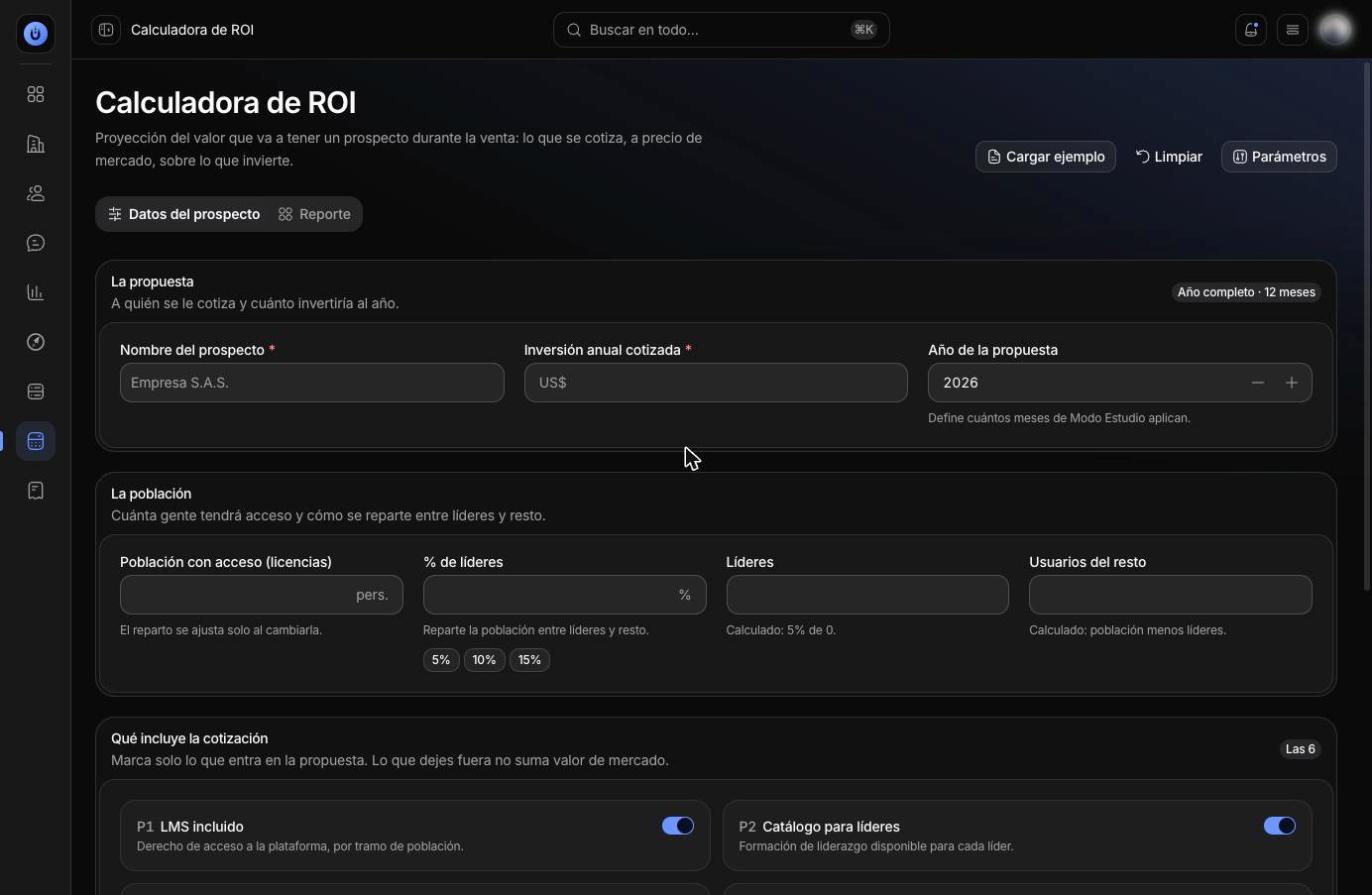 Calculadora de ROI
Buscar en todo...
⌘K
Calculadora de ROI
Proyección del valor que va a tener un prospecto durante la venta: lo que se cotiza, a precio de
mercado, sobre lo que invierte.
Cargar ejemplo
Limpiar
Parámetros
Datos del prospecto
Reporte
La propuesta
A quién se le cotiza y cuánto invertiría al año.
Año completo · 12 meses
Nombre del prospecto *
Inversión anual cotizada *
Año de la propuesta
Empresa S.A.S.
US$
2026
Define cuántos meses de Modo Estudio aplican.
La población
Cuánta gente tendrá acceso y cómo se reparte entre líderes y resto.
Población con acceso (licencias)
% de líderes
Líderes
Usuarios del resto
pers.
%
El reparto se ajusta solo al cambiarla.
Reparte la población entre líderes y resto.
Calculado: 5% de 0.
Calculado: población menos líderes.
5%
10%
15%
Qué incluye la cotización
Marca solo lo que entra en la propuesta. Lo que dejes fuera no suma valor de mercado.
Las 6
P1 LMS incluido
Derecho de acceso a la plataforma, por tramo de población.
P2 Catálogo para líderes
Formación de liderazgo disponible para cada líder.